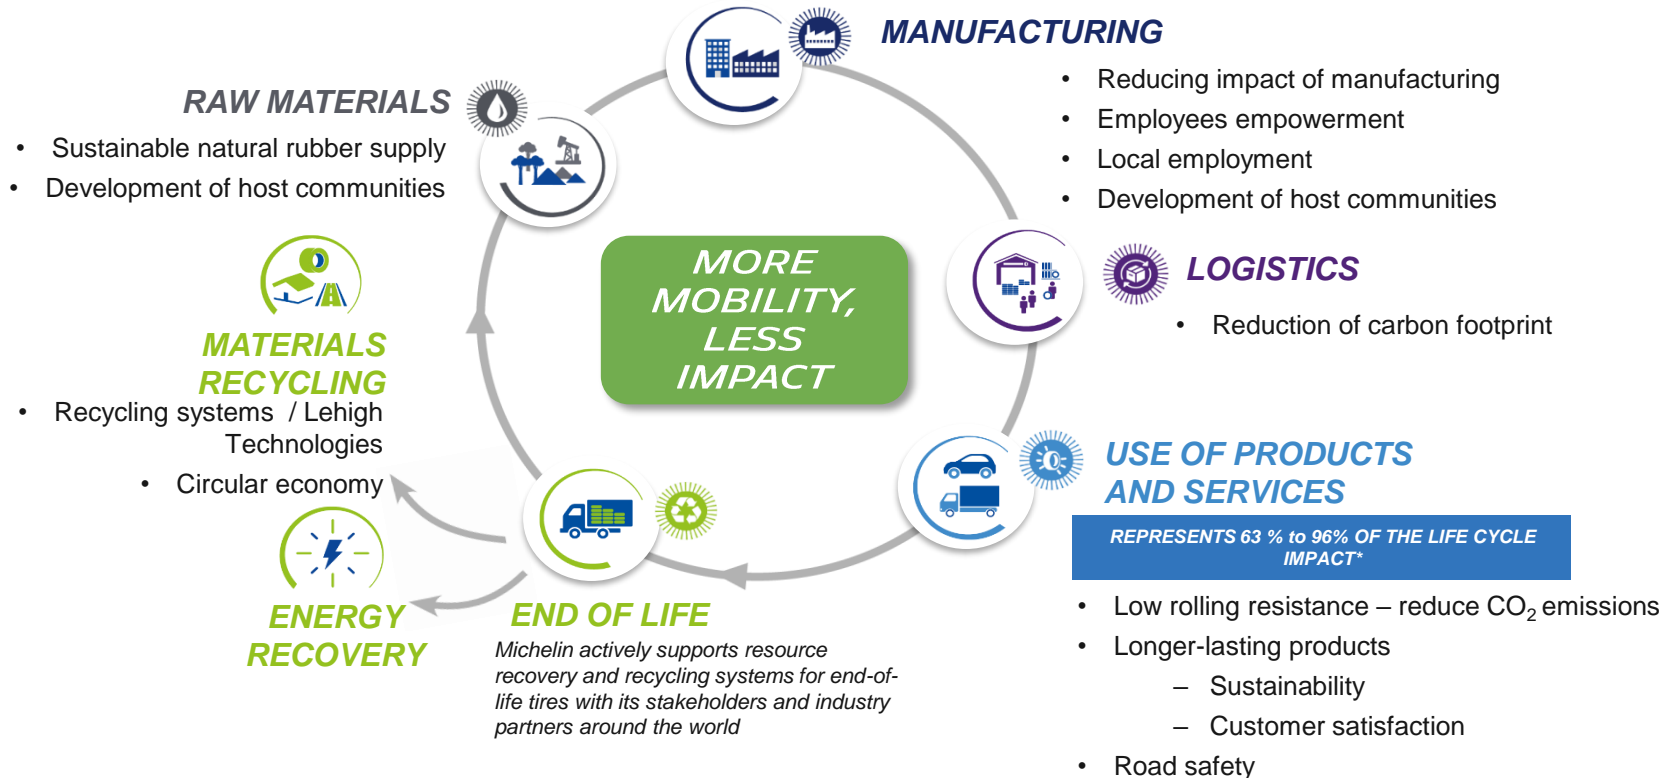 MANUFACTURING
• Reducing impact of manufacturing
• Employees empowerment
• Local employment
• Development of host communities
RAW MATERIALS
• Sustainable natural rubber supply
• Development of host communities
MORE
MOBILITY,
LESS
IMPACT
LOGISTICS
• Reduction of carbon footprint
MATERIALS
RECYCLING
• Recycling systems / Lehigh
Technologies
• Circular economy
USE OF PRODUCTS
AND SERVICES
REPRESENTS 63 % to 96% OF THE LIFE CYCLE
IMPACT*
• Low rolling resistance – reduce CO₂ emissions
• Longer-lasting products
– Sustainability
– Customer satisfaction
• Road safety
ENERGY
RECOVERY
END OF LIFE
Michelin actively supports resource
recovery and recycling systems for end-of-
life tires with its stakeholders and industry
partners around the world